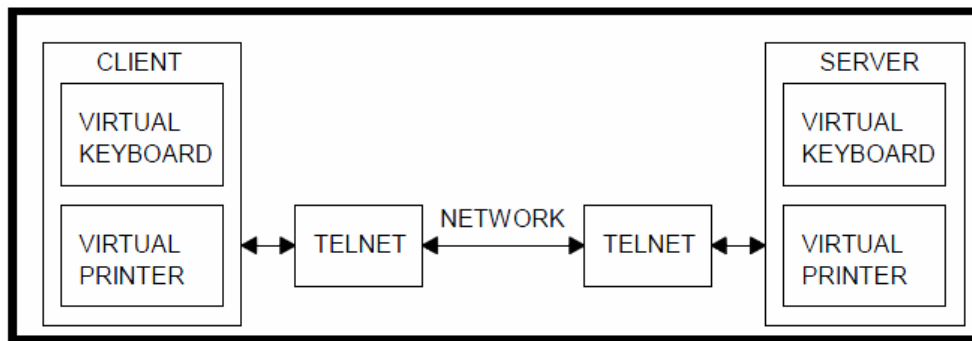 CLIENT
VIRTUAL
KEYBOARD
VIRTUAL
PRINTER
TELNET
NETWORK
TELNET
SERVER
VIRTUAL
KEYBOARD
VIRTUAL
PRINTER